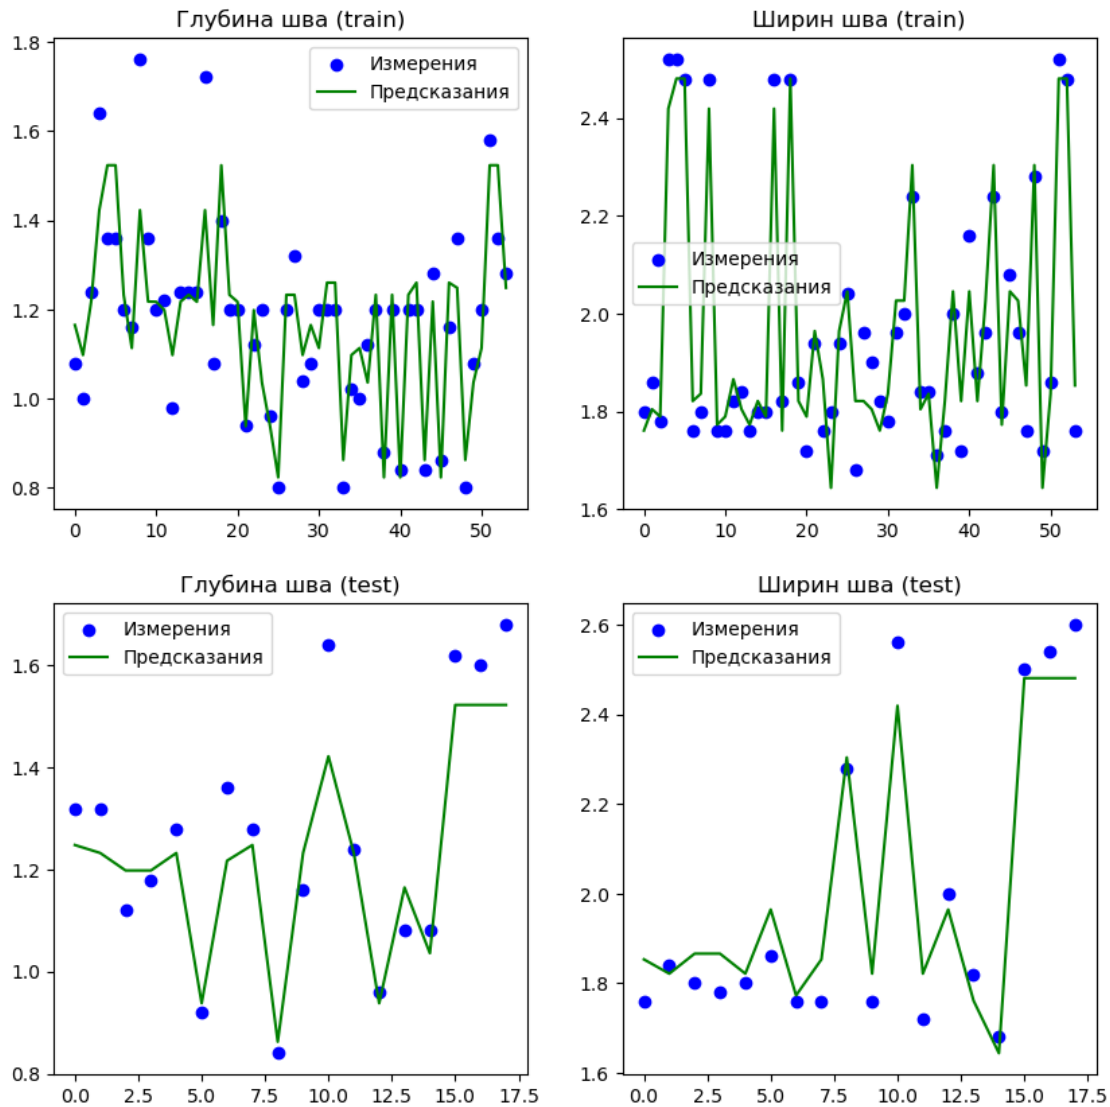 Глубина шва (train)
1.8
1.6
1.4
1.2
1.0
0.8
0 10 20 30 40 50
Измерения
Предсказания
Ширин шва (train)
2.4
2.2
2.0
1.8
1.6
0 10 20 30 40 50
Измерения
Предсказания
Глубина шва (test)
1.6
1.4
1.2
1.0
0.8
0.0 2.5 5.0 7.5 10.0 12.5 15.0 17.5
Измерения
Предсказания
Ширин шва (test)
2.6
2.4
2.2
2.0
1.8
1.6
0.0 2.5 5.0 7.5 10.0 12.5 15.0 17.5
Измерения
Предсказания